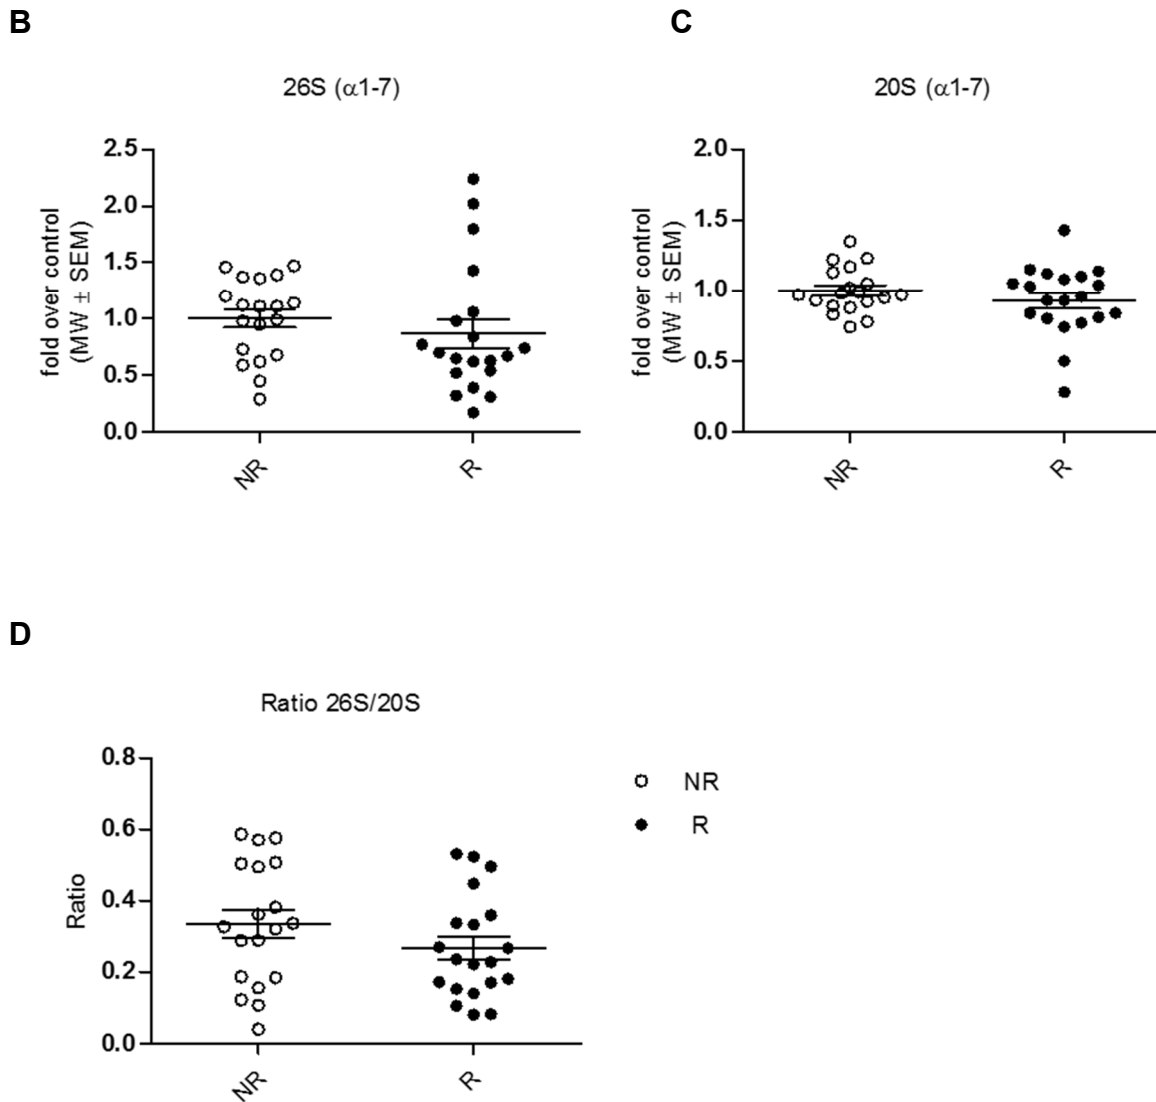 B
C
26S (α1-7)
20S (α1-7)
fold over control
(MW ± SEM)
2.5
2.0
1.5
1.0
0.5
0.0
NR
R
fold over control
(MW ± SEM)
2.0
1.5
1.0
0.5
0.0
NR
R
D
Ratio 26S/20S
Ratio
0.8
0.6
0.4
0.2
0.0
NR
R
NR
R